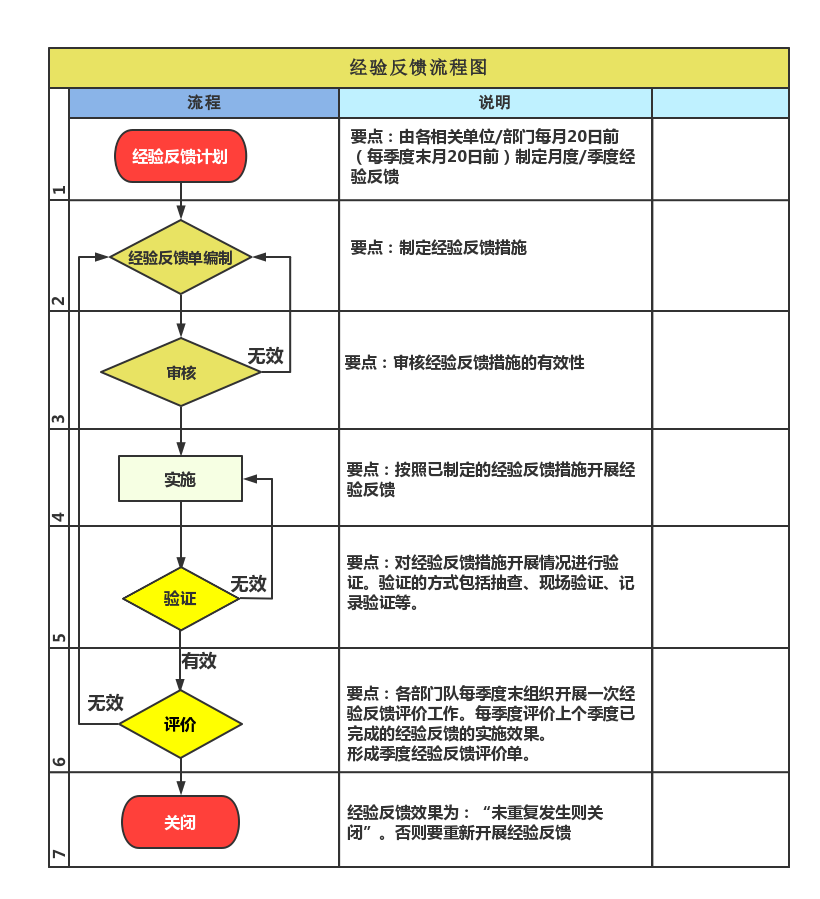 经验反馈流程图
流程
说明
经验反馈计划
要点：由各相关单位/部门每月20日前
（每季度末月20日前）制定月度/季度经
验反馈
1
经验反馈单编制
要点：制定经验反馈措施
2
无效
审核
要点：审核经验反馈措施的有效性
3
实施
要点：按照已制定的经验反馈措施开展经
验反馈
4
无效
验证
要点：对经验反馈措施开展情况进行验
证。验证的方式包括抽查、现场验证、记
录验证等。
5
有效
无效
评价
要点：各部门队每季度末组织开展一次经
验反馈评价工作。每季度评价上个季度已
完成的经验反馈的实施效果。
形成季度经验反馈评价单。
6
关闭
经验反馈效果为：“未重复发生则关
闭”。否则要重新开展经验反馈
7